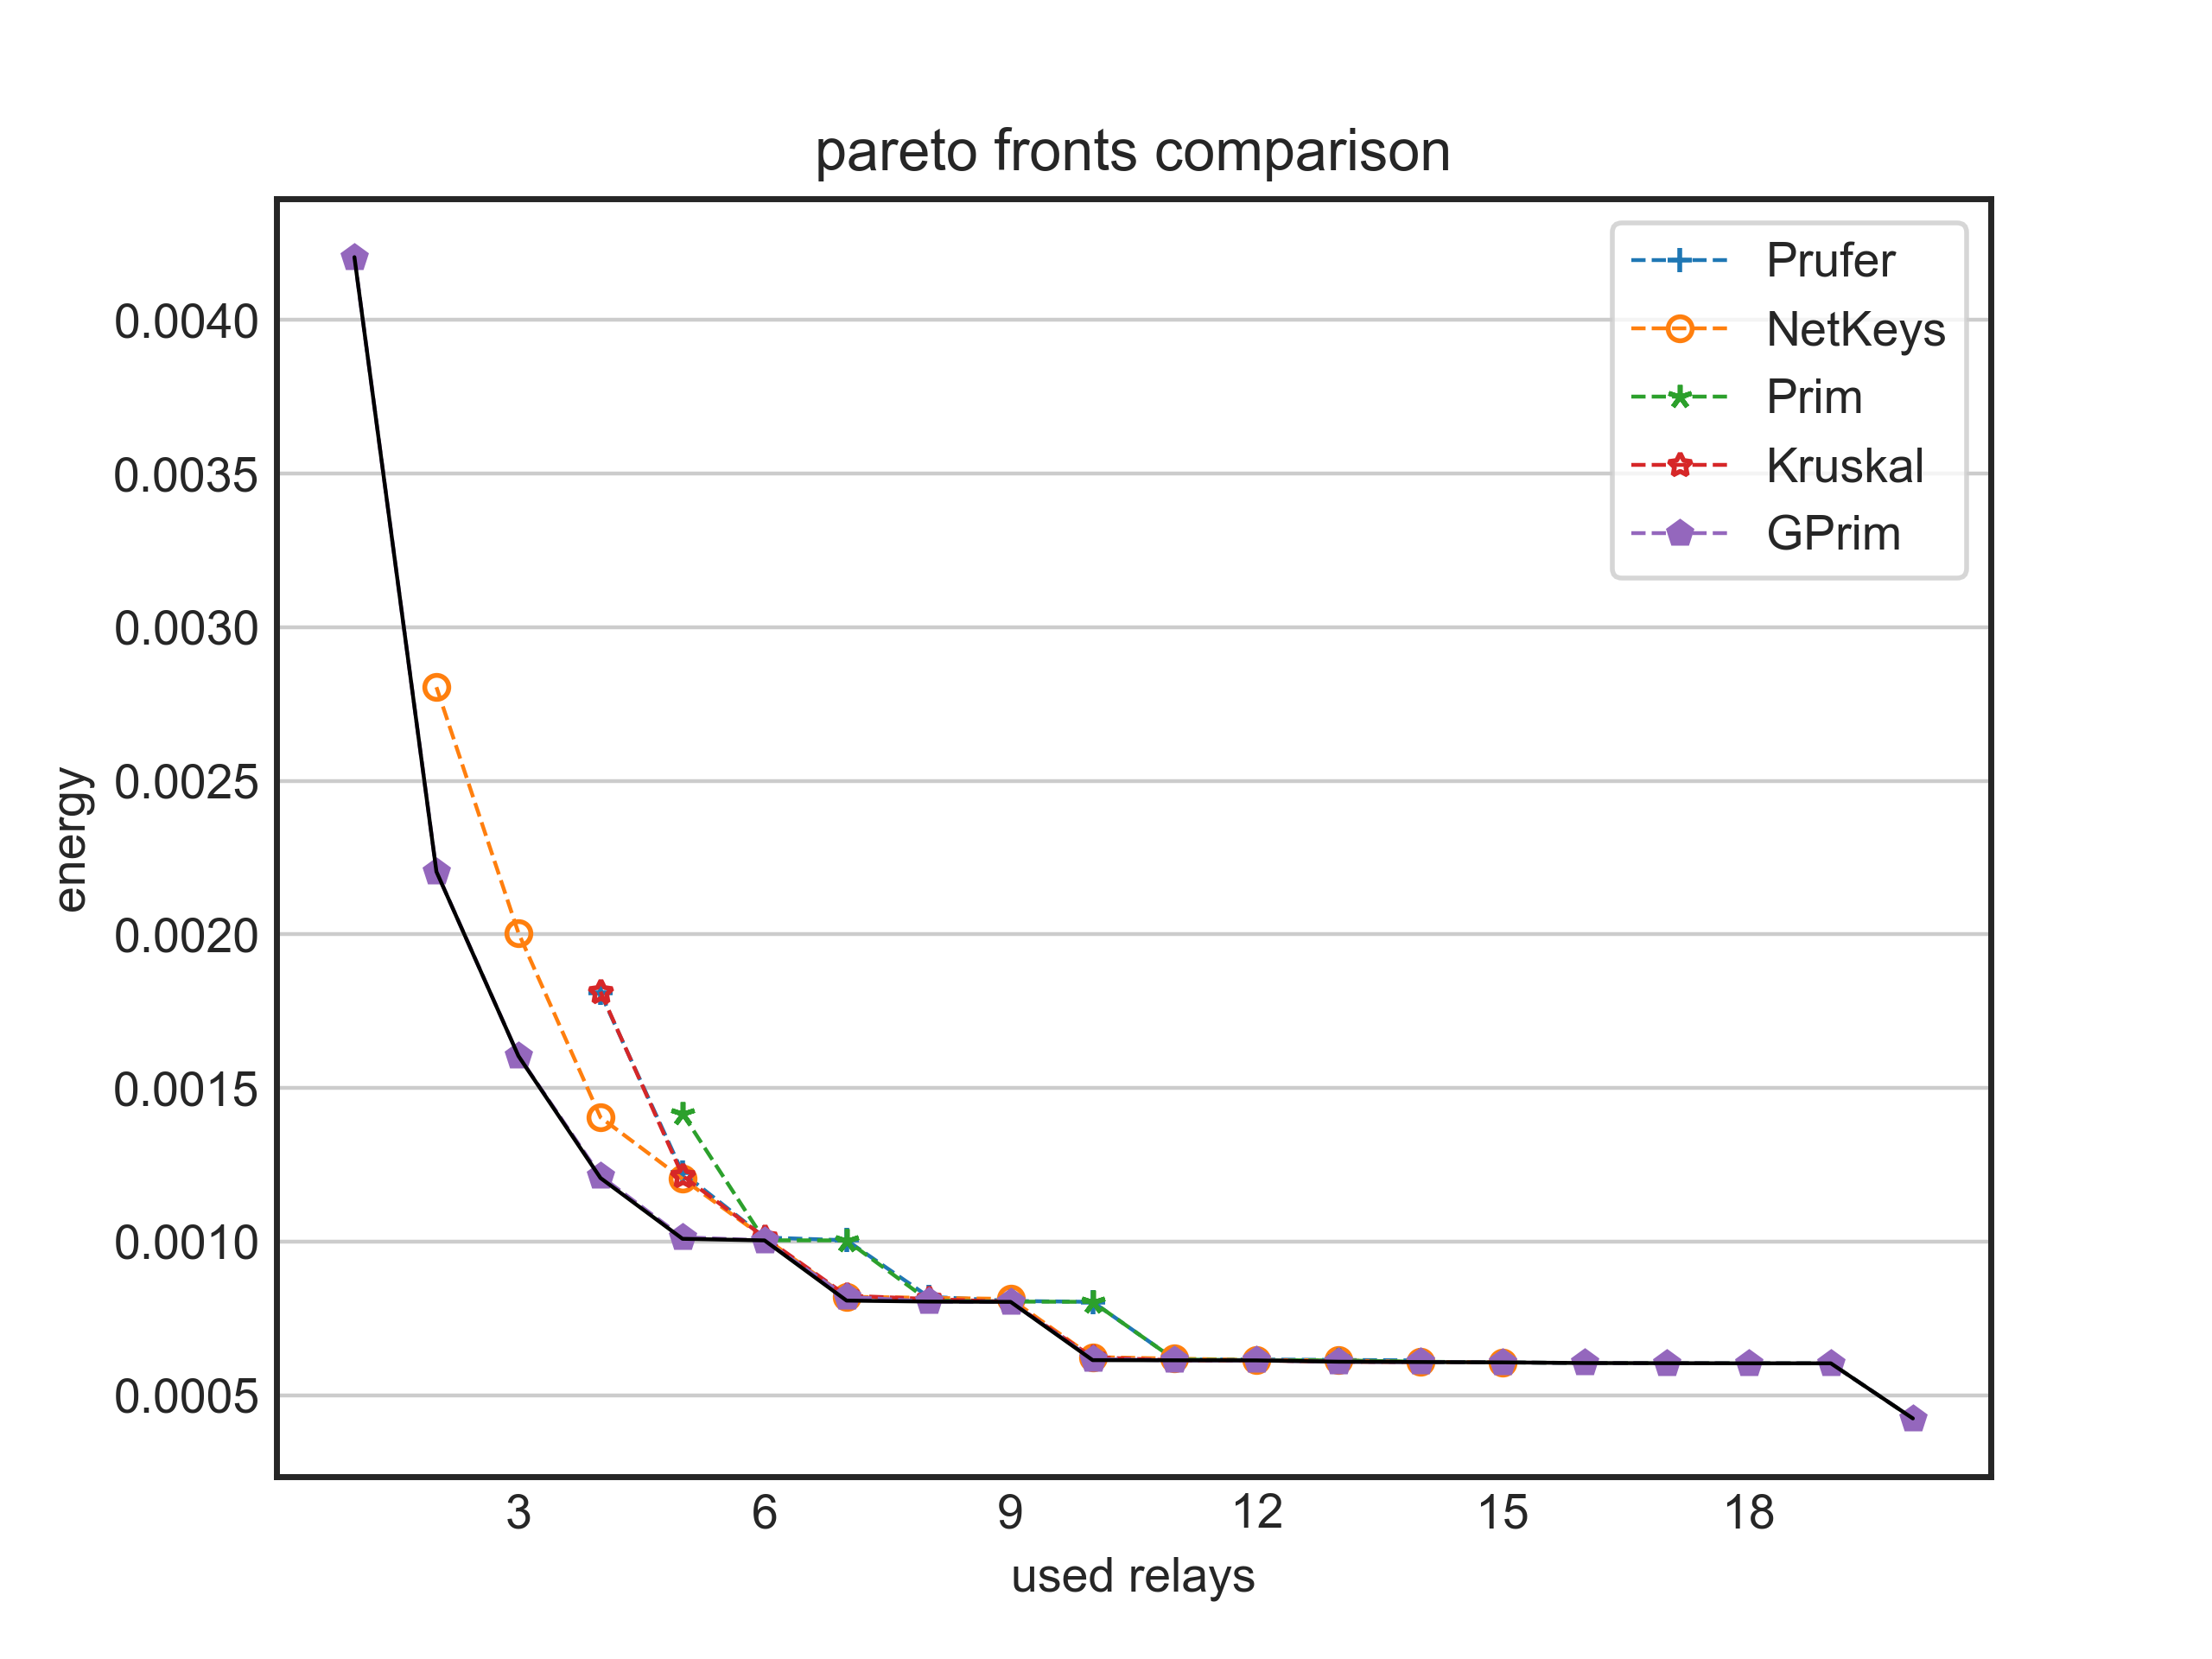 pareto fronts comparison
Prufer
NetKeys
Prim
Kruskal
GPrim
energy
0.0040
0.0035
0.0030
0.0025
0.0020
0.0015
0.0010
0.0005
3 6 9 12 15 18
used relays